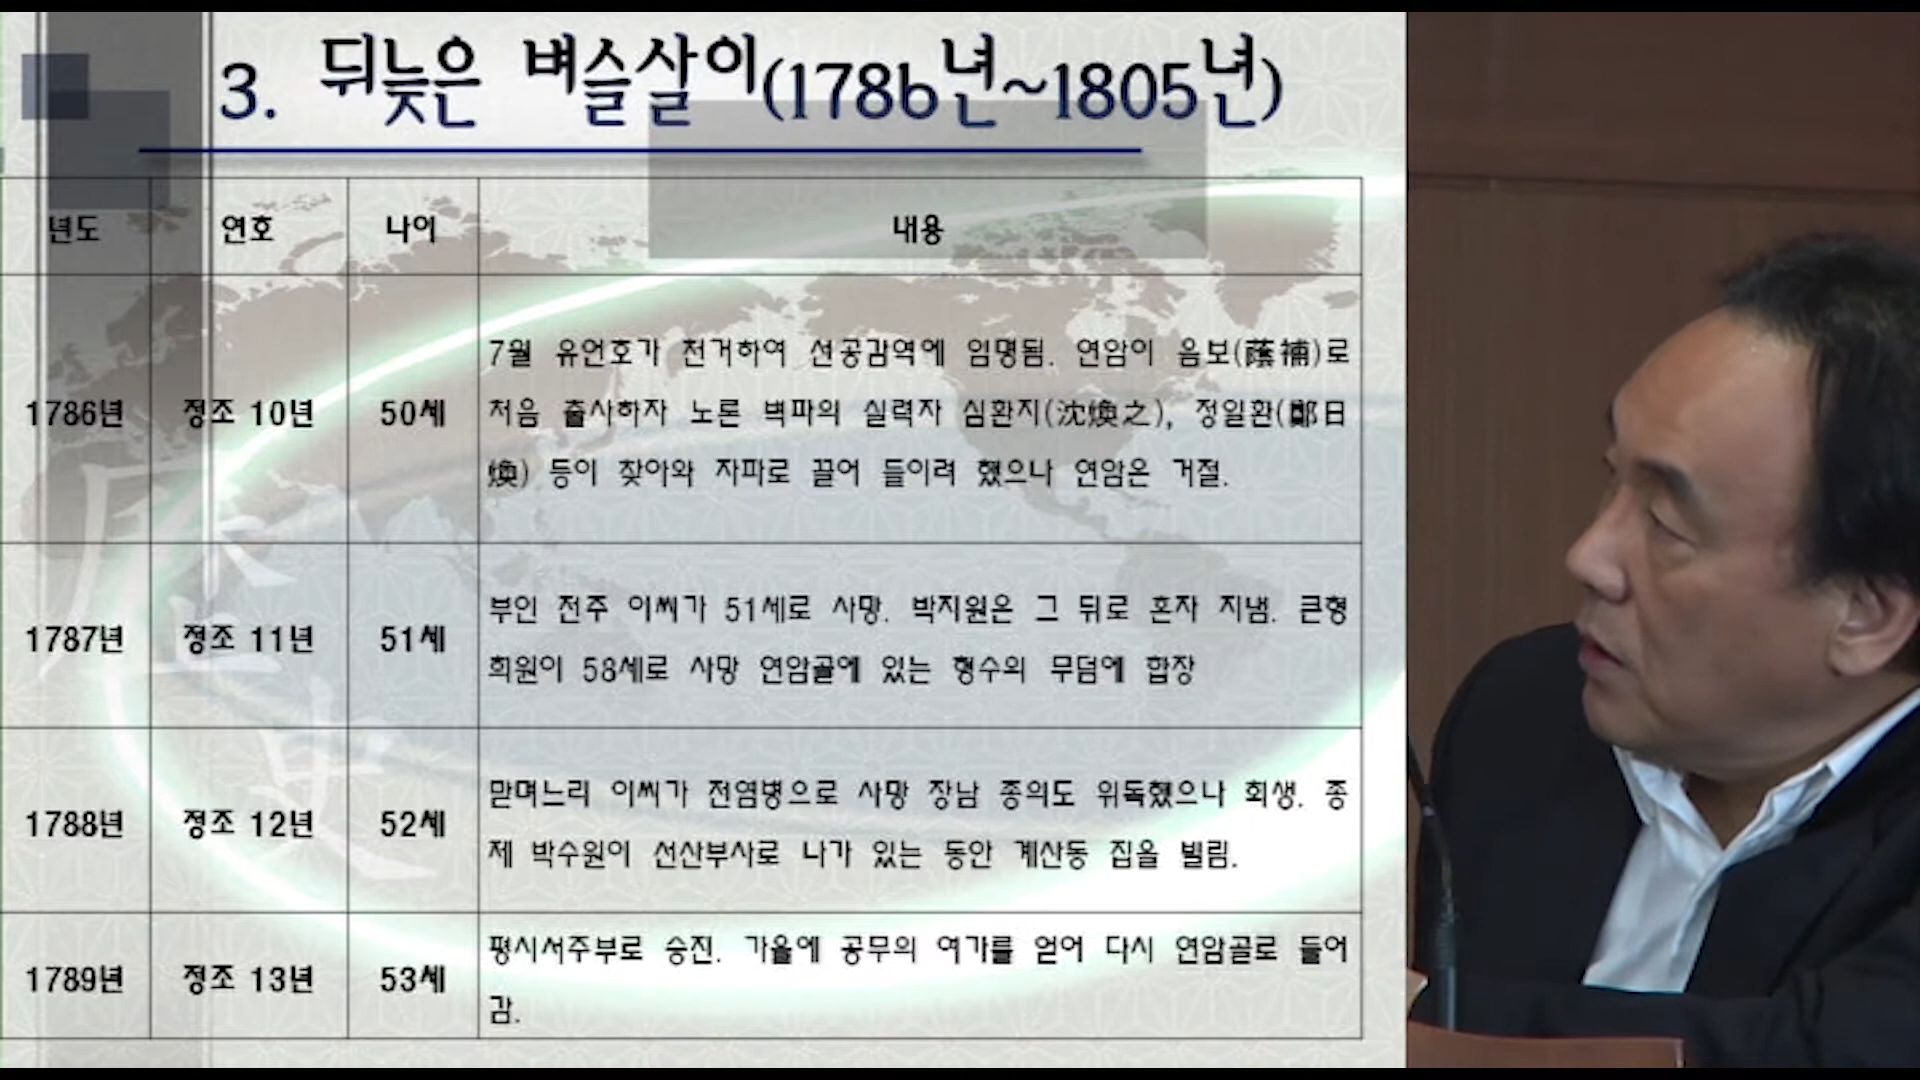 3. 뒤늦은 벼슬살이(1786년~1805년)
년도 연호 나이 내용
1786년 정조 10년 50세
7월 유언호가 천거하여 선공감역에 임명됨. 연암이 음보(蔭補)로
처음 출사하자 노론 벽파의 실력자 심환지(沈煥之), 정일환(鄭日
煥) 등이 찾아와 자파로 끌어 들이려 했으나 연암은 거절.
1787년 정조 11년 51세
부인 전주 이씨가 51세로 사망. 박지원은 그 뒤로 혼자 지냄. 큰형
희원이 58세로 사망 연암골에 있는 형수의 무덤에 합장
1788년 정조 12년 52세
맏며느리 이씨가 전염병으로 사망 장남 종의도 위독했으나 회생. 종
제 박수원이 선산부사로 나가 있는 동안 계산동 집을 빌림.
1789년 정조 13년 53세
평시서주부로 승진. 가을에 공무의 여가를 얻어 다시 연암골로 들어
감.